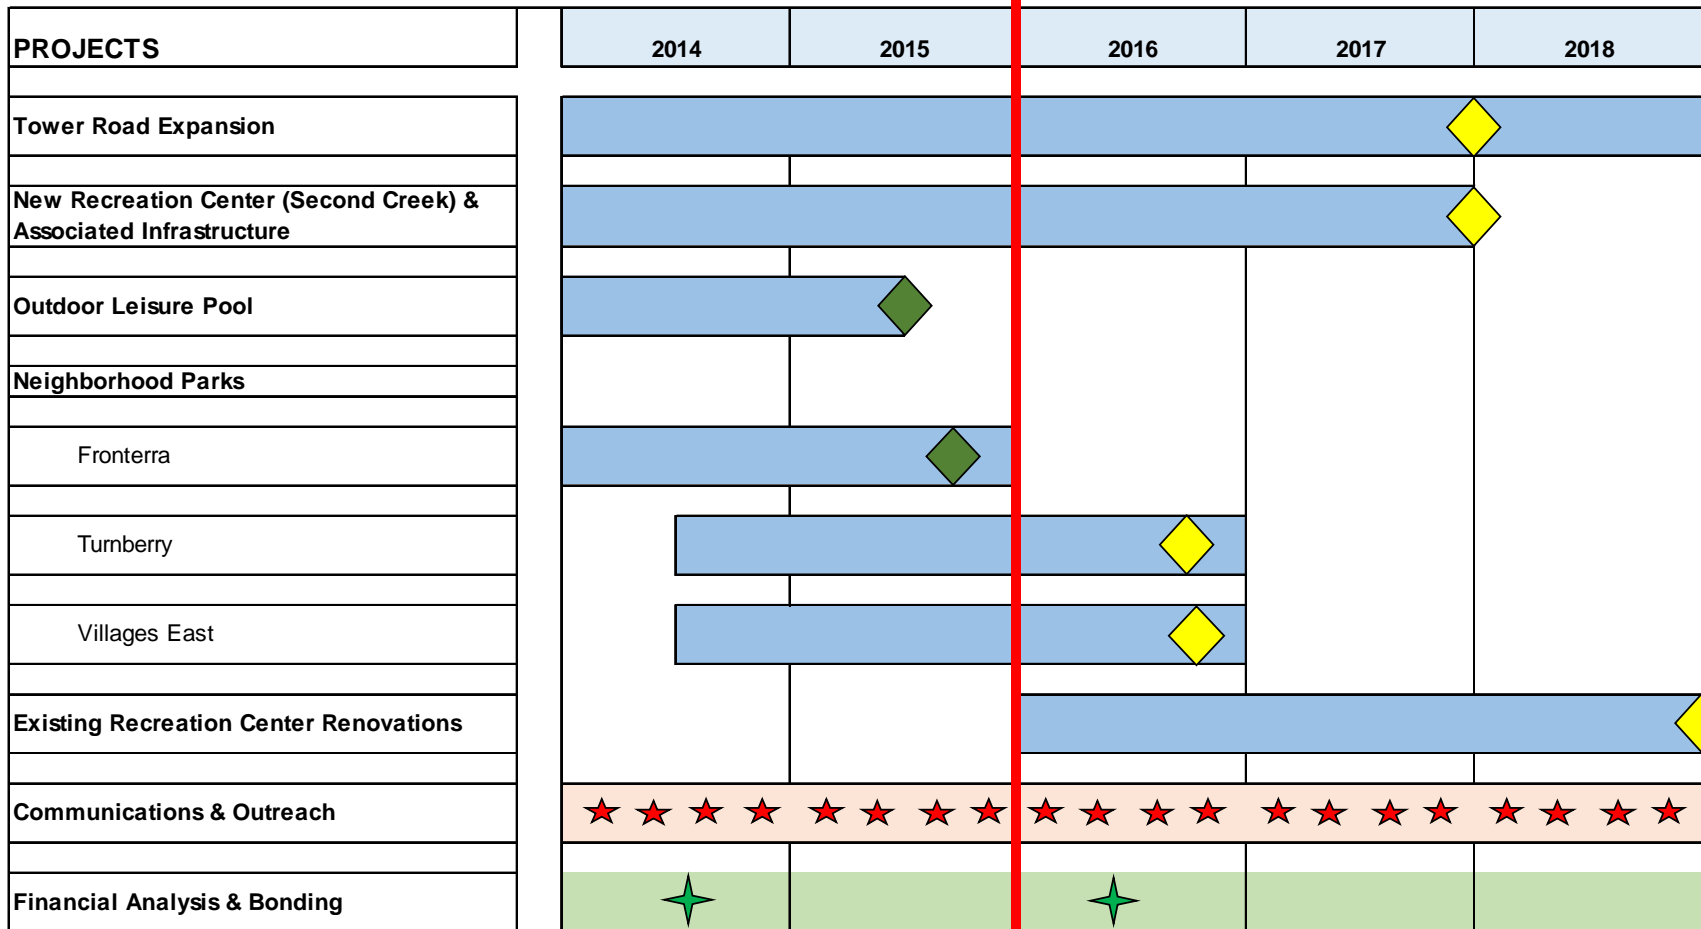 PROJECTS 2014 2015 2016 2017 2018
Tower Road Expansion
New Recreation Center (Second Creek) &
Associated Infrastructure
Outdoor Leisure Pool
Neighborhood Parks
Fronterra
Turnberry
Villages East
Existing Recreation Center Renovations
Communications & Outreach
Financial Analysis & Bonding